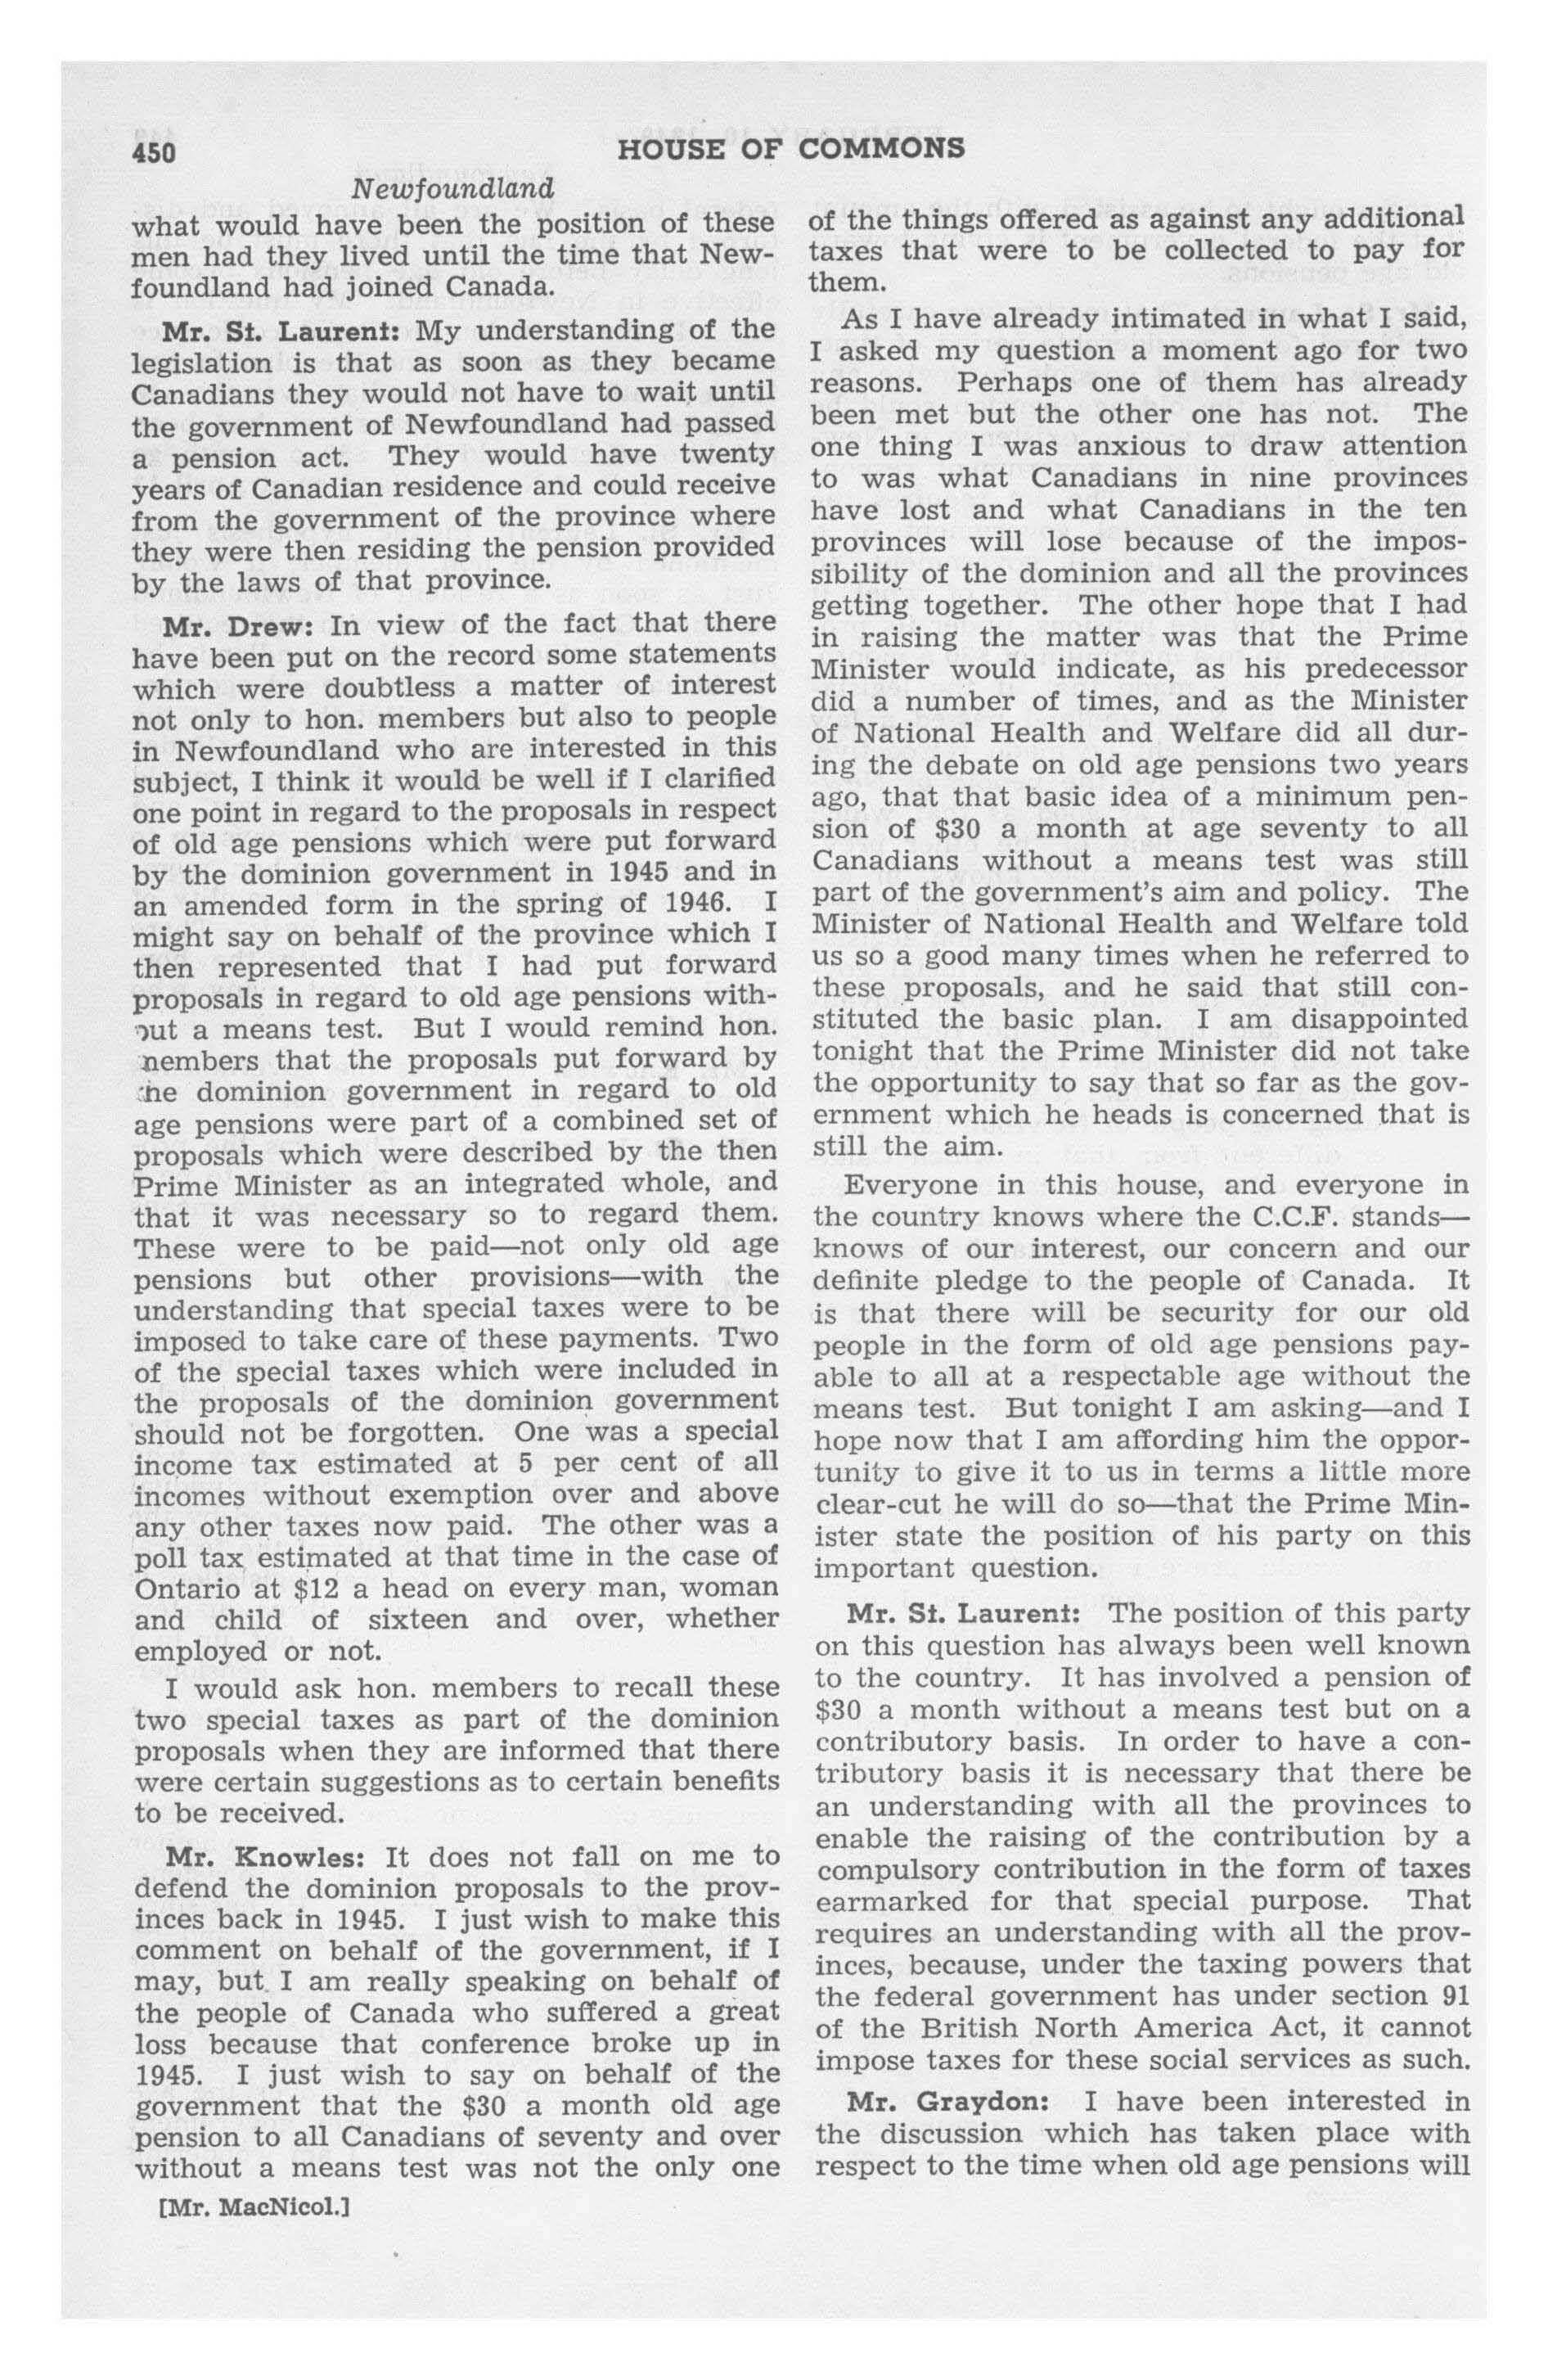 450
HOUSE OF COMMONS
Newfoundland
what would have been the position of these
men had they lived until the time that New-
foundland had joined Canada.
Mr. St. Laurent: My understanding of the
legislation is that as soon as they became
Canadians they would not have to wait until
the government of Newfoundland had passed
a pension act. They would have twenty
years of Canadian residence and could receive
from the government of the province where
they were then residing the pension provided
by the laws of that province.
Mr. Drew: In view of the fact that there
have been put on the record some statements
which were doubtless a matter of interest
not only to hon. members but also to people
in Newfoundland who are interested in this
subject, I think it would be well if I clarified
one point in regard to the proposals in respect
of old age pensions which were put forward
by the dominion government in 1945 and in
an amended form in the spring of 1946. I
might say on behalf of the province which I
then represented that I had put forward
proposals in regard to old age pensions with-
out a means test. But I would remind hon.
members that the proposals put forward by
the dominion government in regard to old
age pensions were part of a combined set of
proposals which were described by the then
Prime Minister as an integrated whole, and
that it was necessary so to regard them.
These were to be paid—not only old age
pensions but other provisions—with the
understanding that special taxes were to be
imposed to take care of these payments. Two
of the special taxes which were included in
the proposals of the dominion government
should not be forgotten. One was a special
income tax estimated at 5 per cent of all
incomes without exemption over and above
any other taxes now paid. The other was a
poll tax estimated at that time in the case of
Ontario at $12 a head on every man, woman
and child of sixteen and over, whether
employed or not.
I would ask hon. members to recall these
two special taxes as part of the dominion
proposals when they are informed that there
were certain suggestions as to certain benefits
to be received.
Mr. Knowles: It does not fall on me to
defend the dominion proposals to the prov-
inces back in 1945. I just wish to make this
comment on behalf of the government, if I
may, but I am really speaking on behalf of
the people of Canada who suffered a great
loss because that conference broke up in
1945. I just wish to say on behalf of the
government that the $30 a month old age
pension to all Canadians of seventy and over
without a means test was not the only one
[Mr. MacNicol.]
of the things offered as against any additional
taxes that were to be collected to pay for
them.
As I have already intimated in what I said,
I asked my question a moment ago for two
reasons. Perhaps one of them has already
been met but the other one has not. The
one thing I was anxious to draw attention
to was what Canadians in nine provinces
have lost and what Canadians in the ten
provinces will lose because of the impos-
sibility of the dominion and all the provinces
getting together. The other hope that I had
in raising the matter was that the Prime
Minister would indicate, as his predecessor
did a number of times, and as the Minister
of National Health and Welfare did all dur-
ing the debate on old age pensions two years
ago, that that basic idea of a minimum pen-
sion of $30 a month at age seventy to all
Canadians without a means test was still
part of the government's aim and policy. The
Minister of National Health and Welfare told
us so a good many times when he referred to
these proposals, and he said that still con-
stituted the basic plan. I am disappointed
tonight that the Prime Minister did not take
the opportunity to say that so far as the gov-
ernment which he heads is concerned that is
still the aim.
Everyone in this house, and everyone in
the country knows where the C.C.F. stands—
knows of our interest, our concern and our
definite pledge to the people of Canada. It
is that there will be security for our old
people in the form of old age pensions pay-
able to all at a respectable age without the
means test. But tonight I am asking—and I
hope now that I am affording him the oppor-
tunity to give it to us in terms a little more
clear-cut he will do so—that the Prime Min-
ister state the position of his party on this
important question.
Mr. St. Laurent: The position of this party
on this question has always been well known
to the country. It has involved a pension of
$30 a month without a means test but on a
contributory basis. In order to have a con-
tributory basis it is necessary that there be
an understanding with all the provinces to
enable the raising of the contribution by a
compulsory contribution in the form of taxes
earmarked for that special purpose. That
requires an understanding with all the prov-
inces, because, under the taxing powers that
the federal government has under section 91
of the British North America Act, it cannot
impose taxes for these social services as such.
Mr. Graydon: I have been interested in
the discussion which has taken place with
respect to the time when old age pensions will